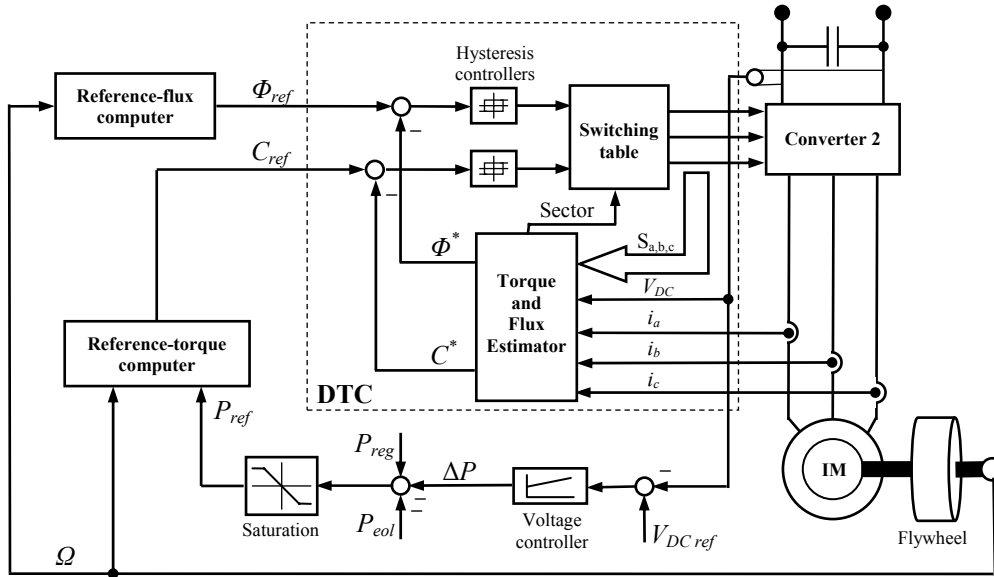 Hysteresis
controllers
Reference-flux
computer
Φref
Switching
table
Converter 2
Cref
Sector
Sa,b,c
Φ*
Torque
and
Flux
Estimator
VDC
ia
ib
ic
Reference-torque
computer
C*
DTC
Pref
Preg
ΔP
IM
Saturation
Peol
Voltage
controller
VDC ref
Flywheel
Ω